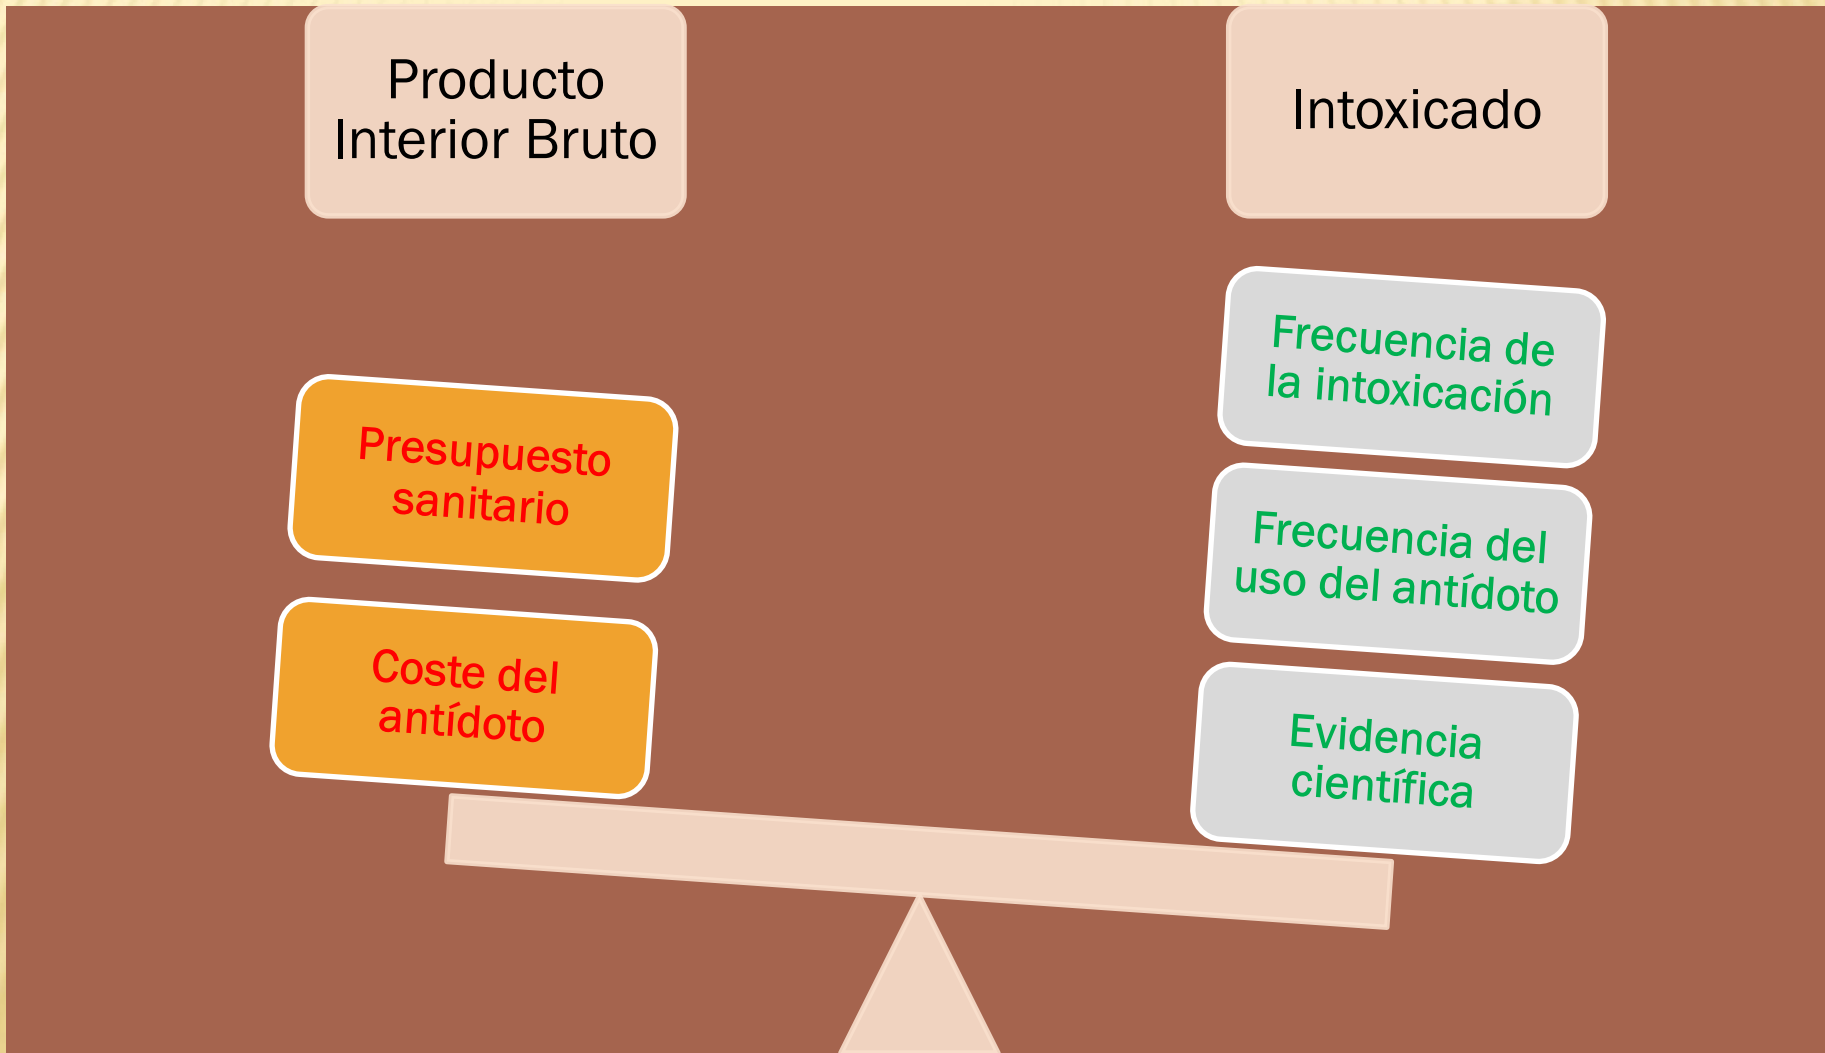 Producto
Interior Bruto
Intoxicado
Presupuesto
sanitario
Coste del
antídoto
Frecuencia de
la intoxicación
Frecuencia del
uso del antídoto
Evidencia
científica